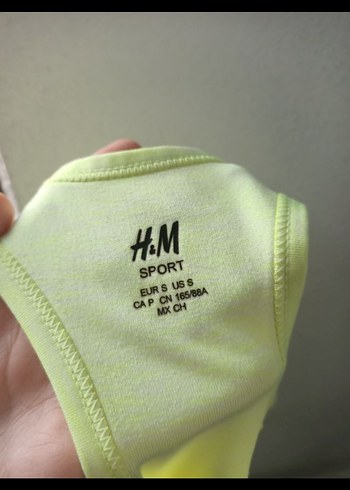 H&M
SPORT
EUR S US S
CA P CN 165/88A
MX CH